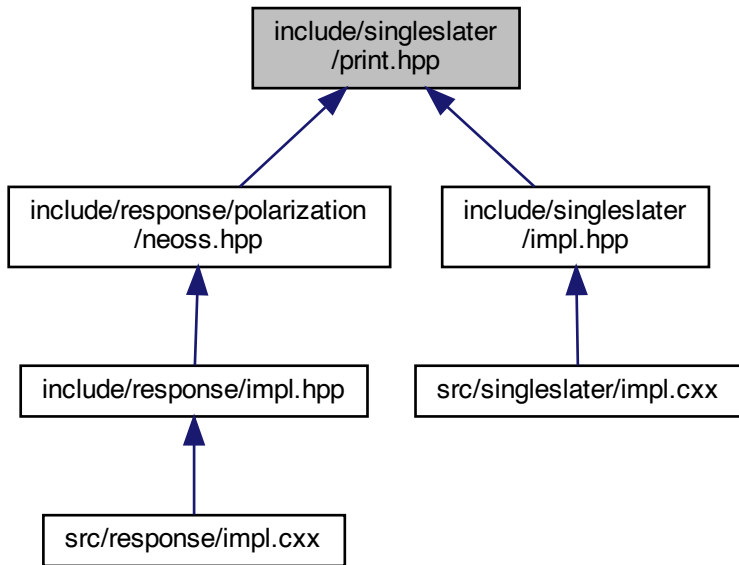 include/singleslater
/print.hpp
include/response/polarization
/neoss.hpp
include/singleslater
/impl.hpp
include/response/impl.hpp
src/singleslater/impl.cxx
src/response/impl.cxx